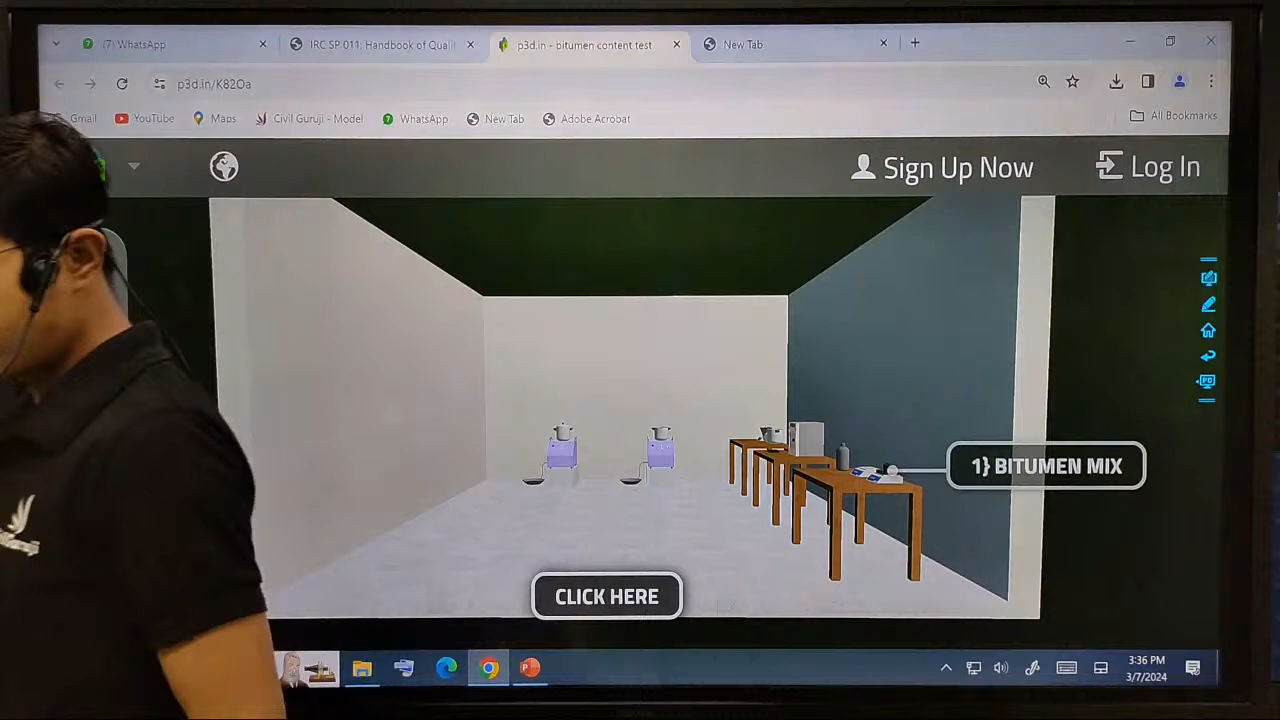 (7) WhatsApp
IRC SP 011: Handbook of Quali
p3d.in - bitumen content test
New Tab
p3d.in/K82Oa
Gmail
YouTube
Maps
Civil Guruji - Model
WhatsApp
New Tab
Adobe Acrobat
All Bookmarks
Sign Up Now
Log In
1} BITUMEN MIX
CLICK HERE
3:36 PM
3/7/2024